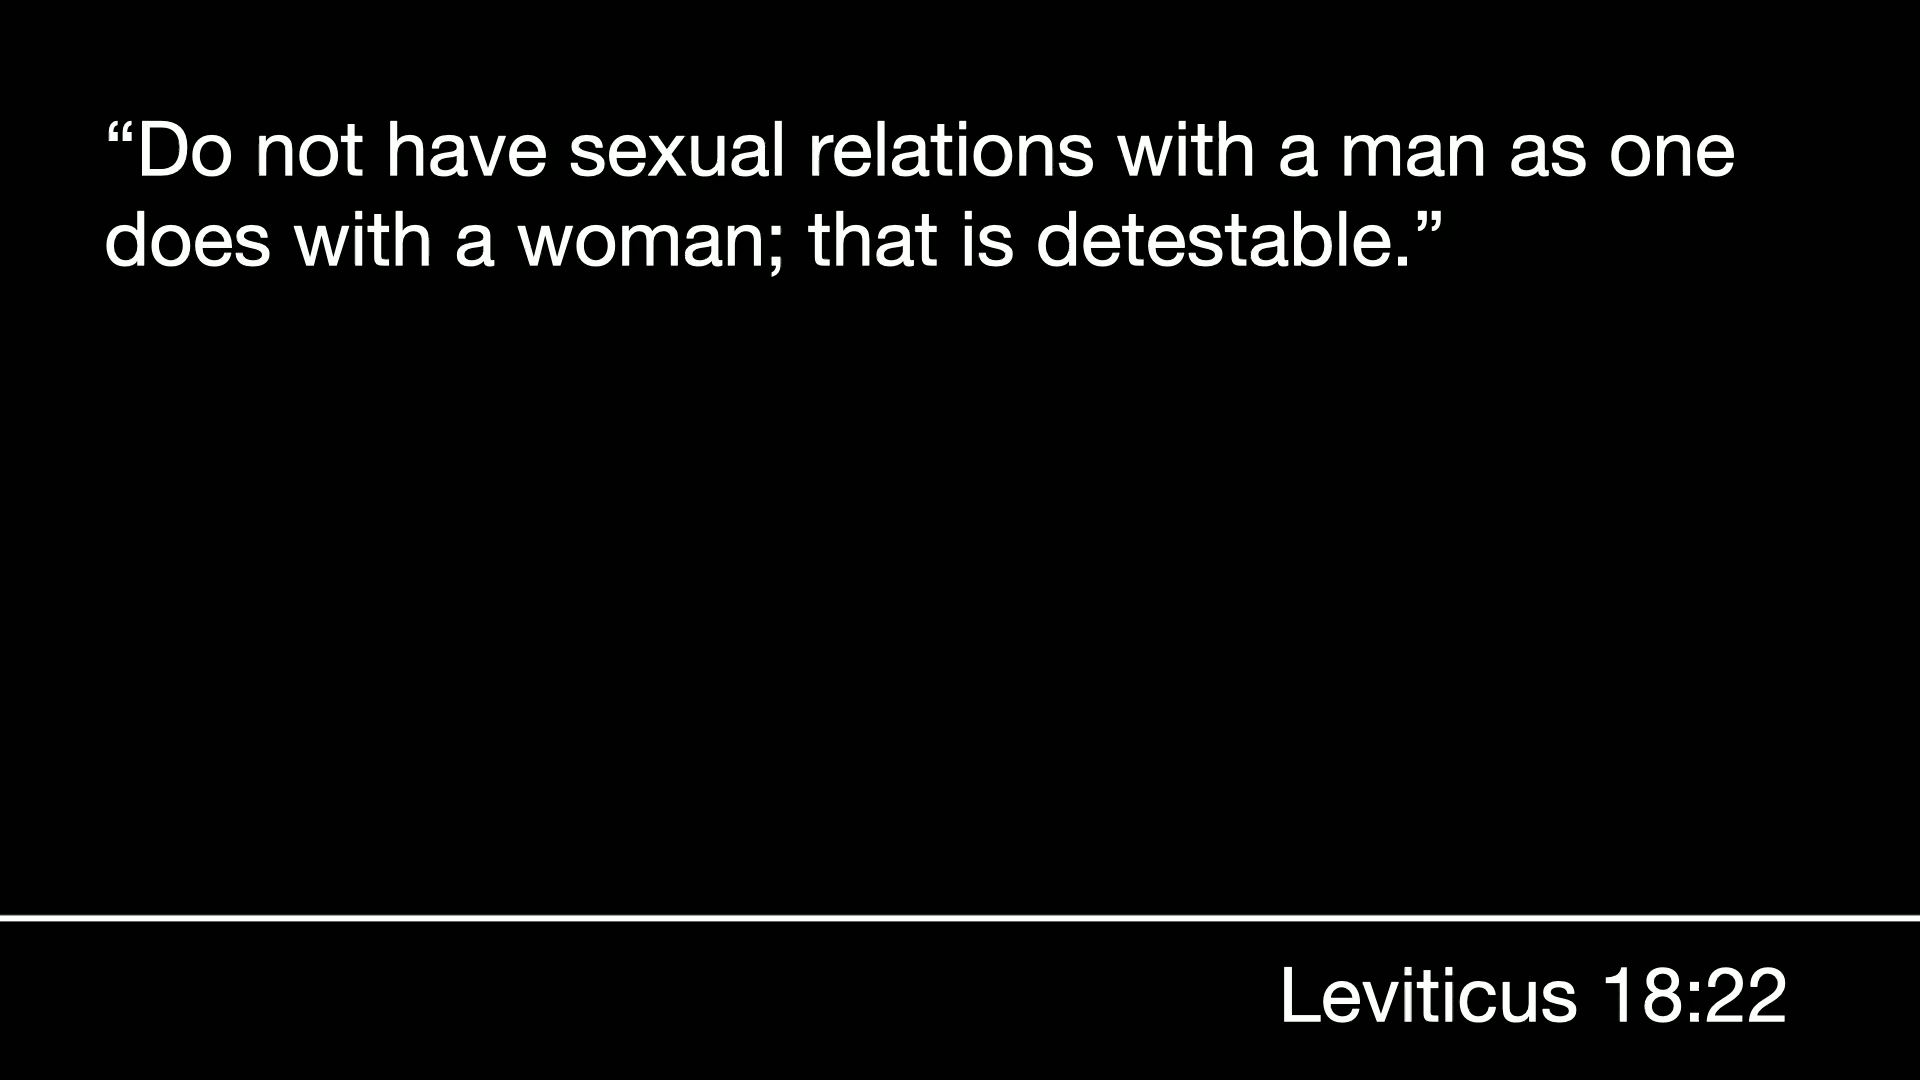 “Do not have sexual relations with a man as one
does with a woman; that is detestable.”
Leviticus 18:22